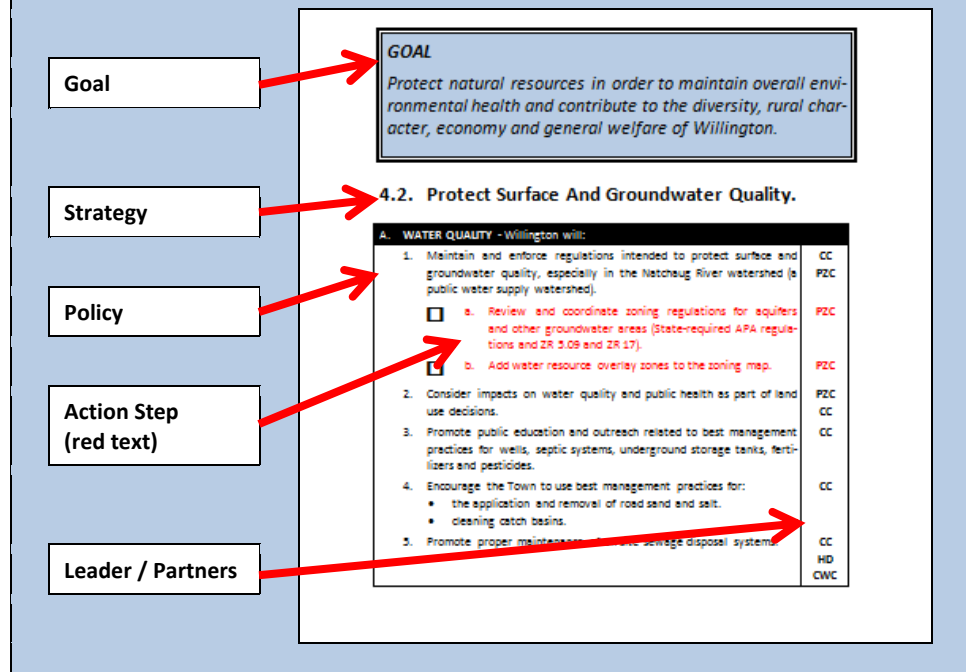 Goal
Strategy
Policy
Action Step
(red text)
Leader / Partners
GOAL
Protect natural resources in order to maintain overall envi-
ronmental health and contribute to the diversity, rural char-
acter, economy and general welfare of Willington.
4.2. Protect Surface And Groundwater Quality.
A. WATER QUALITY - Willington will:
1. Maintain and enforce regulations intended to protect surface and CC
groundwater quality, especially in the Natchaug River watershed (a PZC
public water supply watershed).
a. Review and coordinate zoning regulations for aquifers PZC
and other groundwater areas (State-required APA regula-
tions and ZR 5.09 and ZR 17).
b. Add water resource overlay zones to the zoning map. PZC
2. Consider impacts on water quality and public health as part of land PZC
use decisions. CC
3. Promote public education and outreach related to best management CC
practices for wells, septic systems, underground storage tanks, ferti-
lizers and pesticides.
4. Encourage the Town to use best management practices for: CC
• the application and removal of road sand and salt.
• cleaning catch basins.
5. Promote proper maintenance sewage disposal systems. CC
HD
CWC